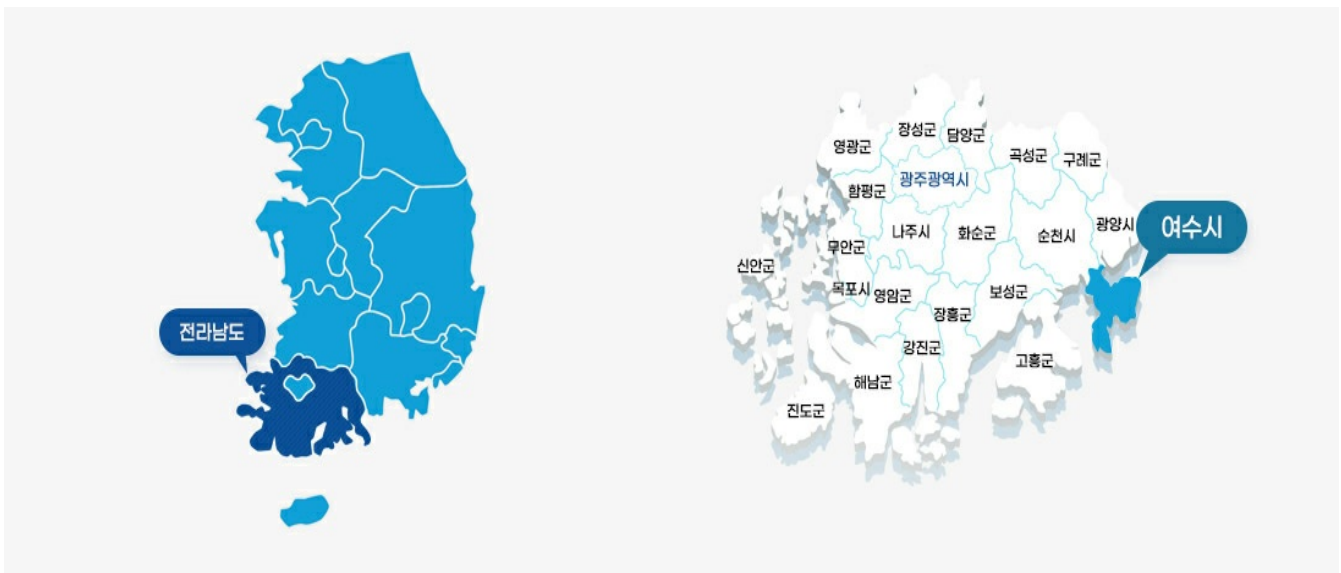 전라남도
영광군
장성군
담양군
곡성군
구례군
함평군
광주광역시
무안군
나주시
화순군
순천시
광양시
여수시
신안군
목포시
영암군
장흥군
보성군
강진군
해남군
고흥군
진도군